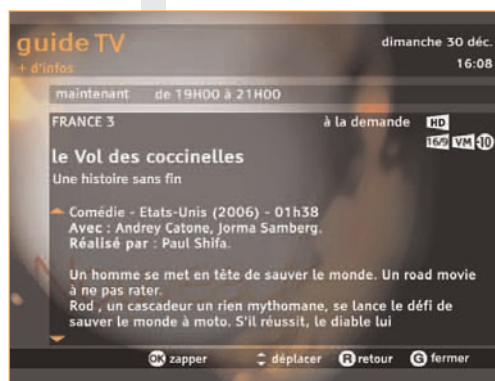 guide TV
dimanche 30 déc.
+ d'infos
16:08
maintenant de 19H00 à 21H00
FRANCE 3 à la demande HD
16/9 VM -10
le Vol des coccinelles
Une histoire sans fin
Comédie - Etats-Unis (2006) - 01h38
Avec : Andrey Catone, Jorma Samberg.
Réalisé par : Paul Shifa.
Un homme se met en tête de sauver le monde. Un road movie
à ne pas rater.
Rod , un cascadeur un rien mythomane, se lance le défi de
sauver le monde à moto. S'il réussit, le diable lui
OK zapper déplacer R retour G fermer